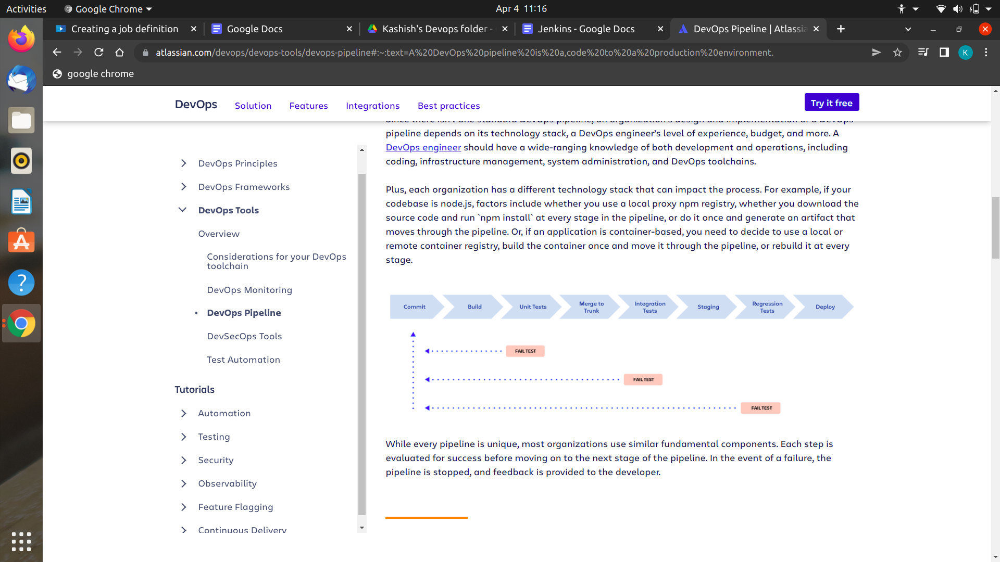 Activities
Google Chrome
Apr 4 11:16
Creating a job definition
Google Docs
Kashish's Devops folder -
Jenkins - Google Docs
DevOps Pipeline | Atlassia
atlassian.com/devops/devops-tools/devops-pipeline#:~:text=A%20DevOps%20pipeline%20is%20a,code%20to%20a%20production%20environment.
K
google chrome
DevOps
Solution
Features
Integrations
Best practices
Try it free
DevOps Principles
DevOps Frameworks
DevOps Tools
Overview
Considerations for your DevOps
toolchain
DevOps Monitoring
• DevOps Pipeline
DevSecOps Tools
Test Automation
Tutorials
Automation
Testing
Security
Observability
Feature Flagging
Continuous Delivery
Since there isn't one standard DevOps pipeline, an organization's design and implementation of a DevOps
pipeline depends on its technology stack, a DevOps engineer’s level of experience, budget, and more. A
DevOps engineer should have a wide-ranging knowledge of both development and operations, including
coding, infrastructure management, system administration, and DevOps toolchains.
Plus, each organization has a different technology stack that can impact the process. For example, if your
codebase is node.js, factors include whether you use a local proxy npm registry, whether you download the
source code and run `npm install` at every stage in the pipeline, or do it once and generate an artifact that
moves through the pipeline. Or, if an application is container-based, you need to decide to use a local or
remote container registry, build the container once and move it through the pipeline, or rebuild it at every
stage.
Commit
Build
Unit Tests
Merge to
Trunk
Integration
Tests
Staging
Regression
Tests
Deploy
FAIL TEST
FAIL TEST
FAIL TEST
While every pipeline is unique, most organizations use similar fundamental components. Each step is
evaluated for success before moving on to the next stage of the pipeline. In the event of a failure, the
pipeline is stopped, and feedback is provided to the developer.